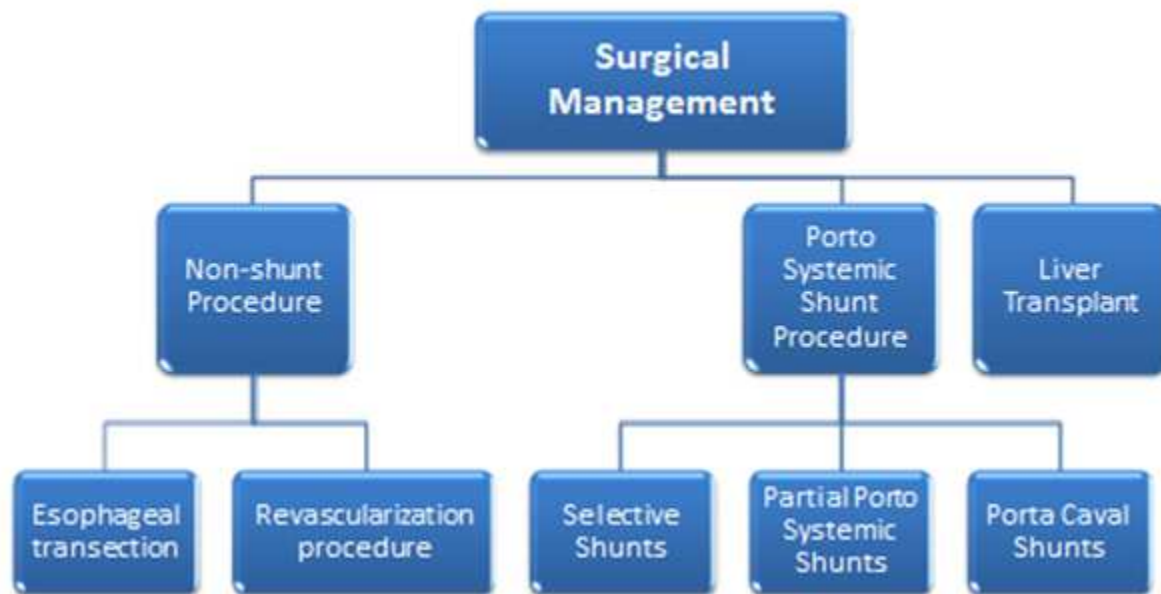 Surgical
Management
Non-shunt
Procedure
Porto
Systemic
Shunt
Procedure
Liver
Transplant
Esophageal
transection
Revascularization
procedure
Selective
Shunts
Partial Porto
Systemic
Shunts
Porta Caval
Shunts